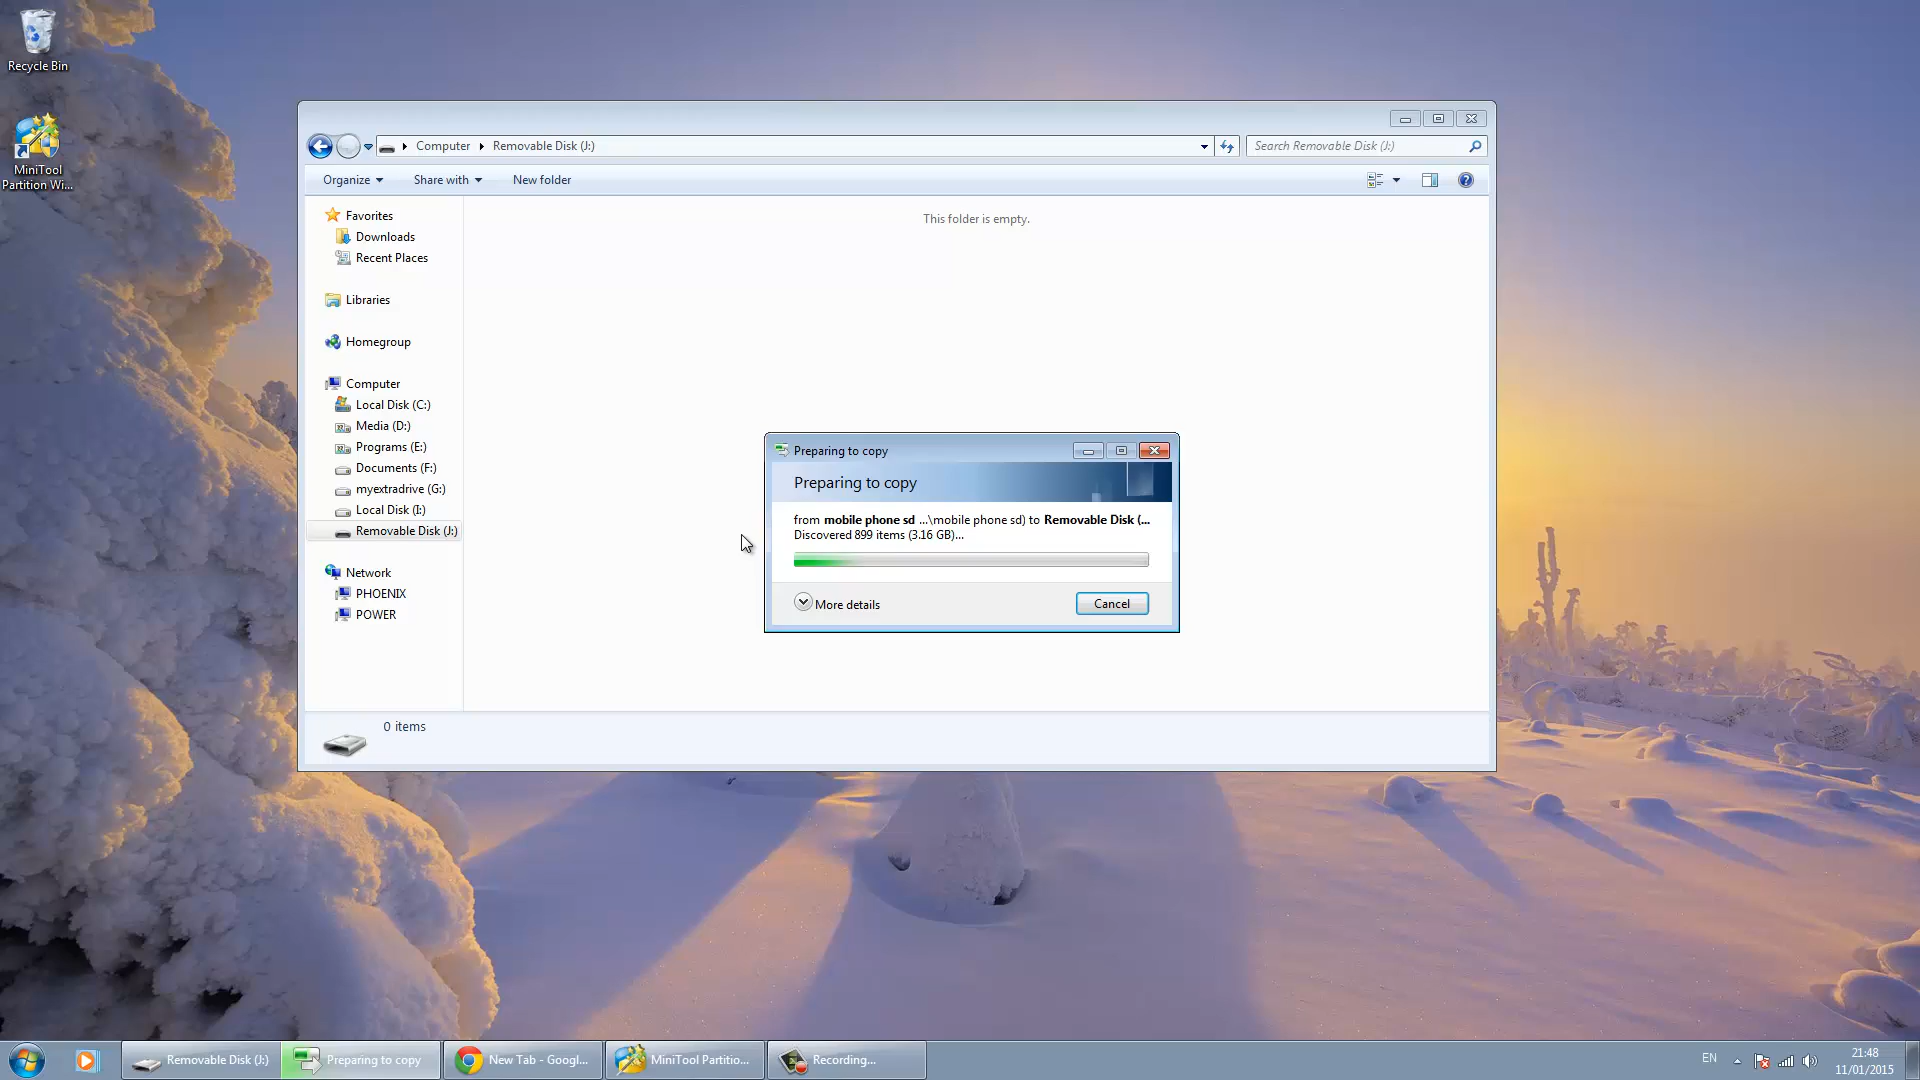 Recycle Bin
MiniTool
Partition Wi...
Computer
Removable Disk (J:)
Search Removable Disk (J:)
Organize
Share with
New folder
Favorites
Downloads
Recent Places
Libraries
Homegroup
Computer
Local Disk (C:)
Media (D:)
Programs (E:)
Documents (F:)
myextradrive (G:)
Local Disk (I:)
Removable Disk (J:)
Network
PHOENIX
POWER
This folder is empty.
Preparing to copy
Preparing to copy
from mobile phone sd ...\mobile phone sd) to Removable Disk (...
Discovered 899 items (3.16 GB)...
More details
Cancel
0 items
Removable Disk (J:)
Preparing to copy
New Tab - Googl...
MiniTool Partitio...
Recording...
EN
21:48
11/01/2015